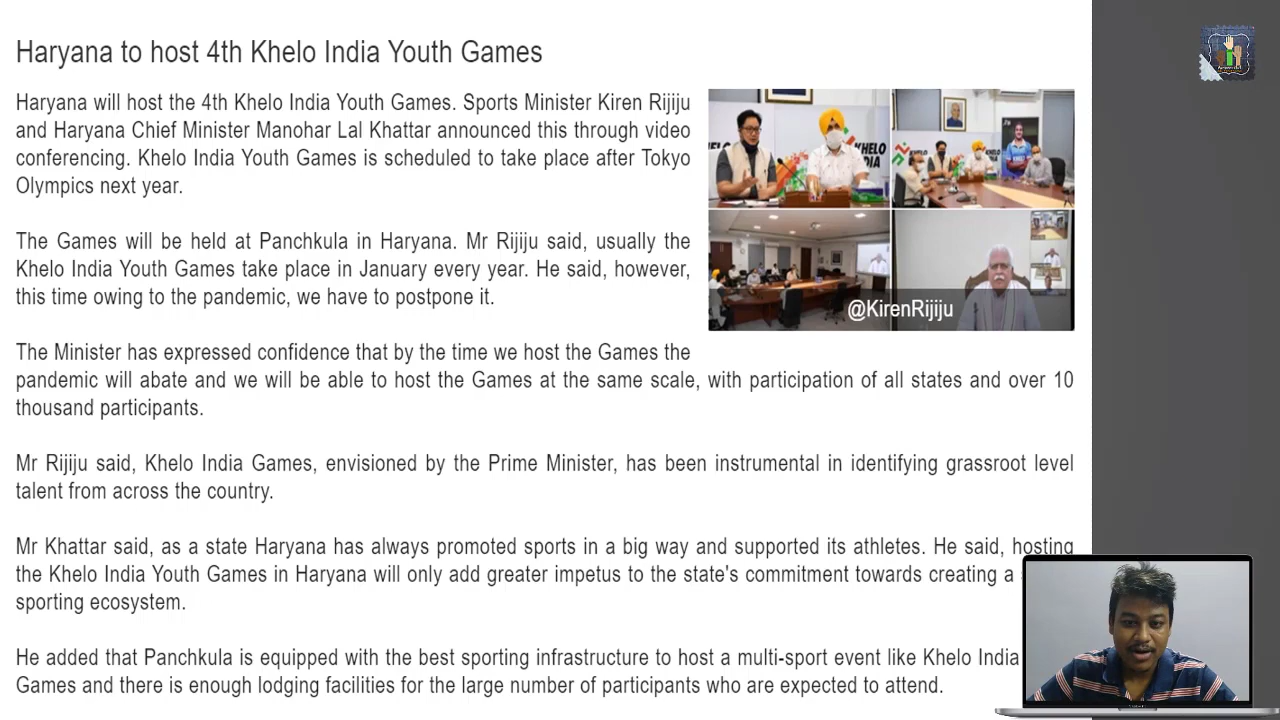 Haryana to host 4th Khelo India Youth Games
Haryana will host the 4th Khelo India Youth Games. Sports Minister Kiren Rijiju
and Haryana Chief Minister Manohar Lal Khattar announced this through video
conferencing. Khelo India Youth Games is scheduled to take place after Tokyo
Olympics next year.
KHELO
INDIA
The Games will be held at Panchkula in Haryana. Mr Rijiju said, usually the
Khelo India Youth Games take place in January every year. He said, however,
this time owing to the pandemic, we have to postpone it.
@KirenRijiju
The Minister has expressed confidence that by the time we host the Games the
pandemic will abate and we will be able to host the Games at the same scale, with participation of all states and over 10
thousand participants.
Mr Rijiju said, Khelo India Games, envisioned by the Prime Minister, has been instrumental in identifying grassroot level
talent from across the country.
Mr Khattar said, as a state Haryana has always promoted sports in a big way and supported its athletes. He said, hosting
the Khelo India Youth Games in Haryana will only add greater impetus to the state's commitment towards creating a
sporting ecosystem.
He added that Panchkula is equipped with the best sporting infrastructure to host a multi-sport event like Khelo India
Games and there is enough lodging facilities for the large number of participants who are expected to attend.